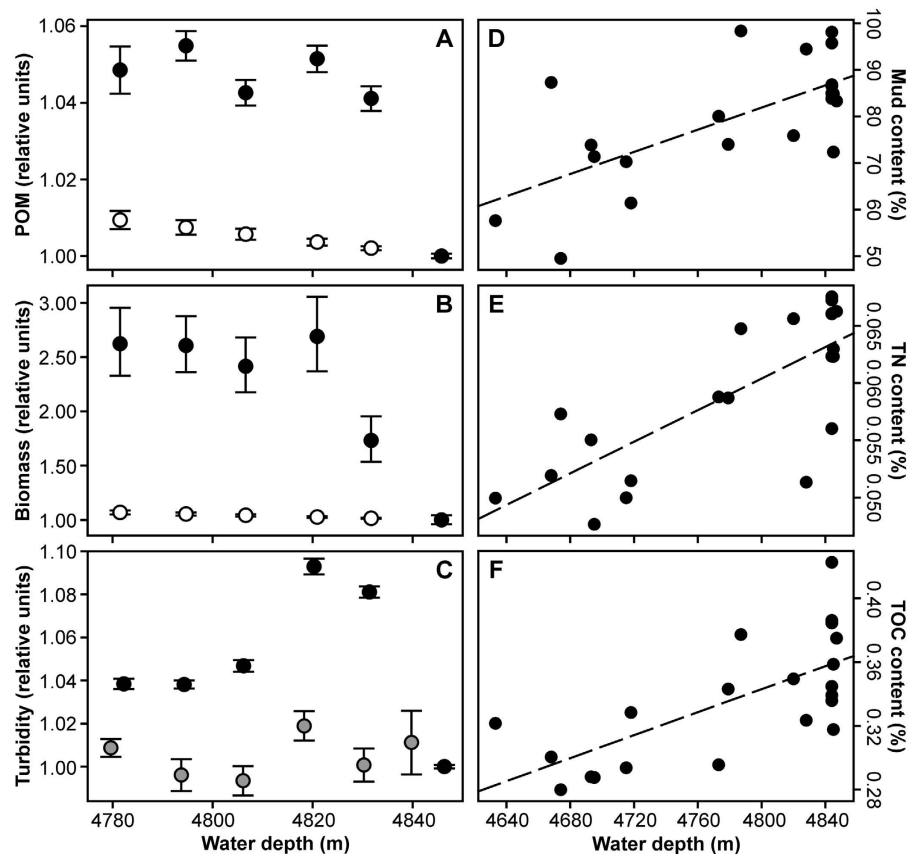 POM (relative units)
1.06
1.04
1.02
1.00
A
Biomass (relative units)
3.00
2.50
2.00
1.50
1.00
B
Turbidity (relative units)
1.10
1.08
1.06
1.04
1.02
1.00
C
4780
4800
4820
4840
Water depth (m)
D
100
90
80
70
60
50
Mud content (%)
E
0.065
0.060
0.055
0.050
TN content (%)
F
0.40
0.36
0.32
0.28
TOC content (%)
4640
4680
4720
4760
4800
4840
Water depth (m)